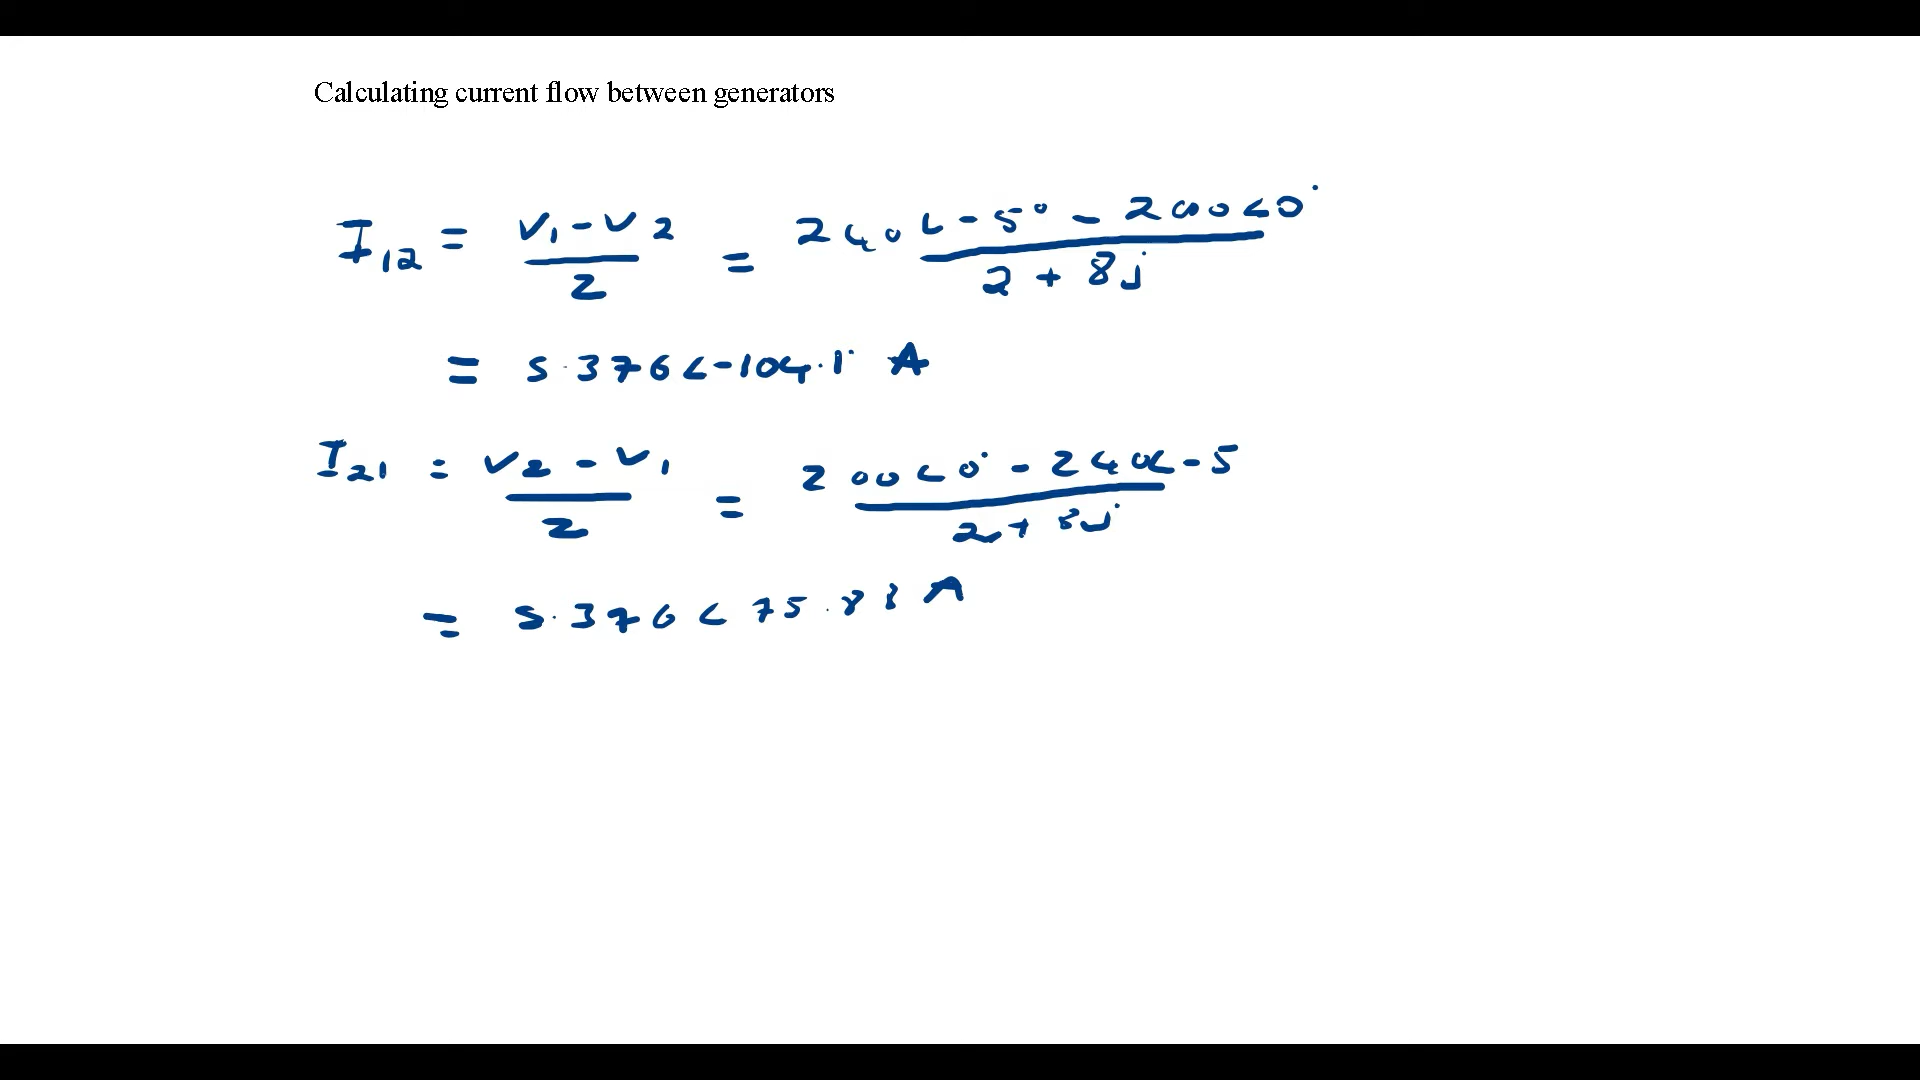 Calculating current flow between generators
I12 = V1 - V2 / Z = 240∠-5° - 200∠0° / 2 + 8j
= 5.376∠-104.1° A
I21 = V2 - V1 / Z = 200∠0° - 240∠-5 / 2 + 8j
= 5.376∠75.88 A